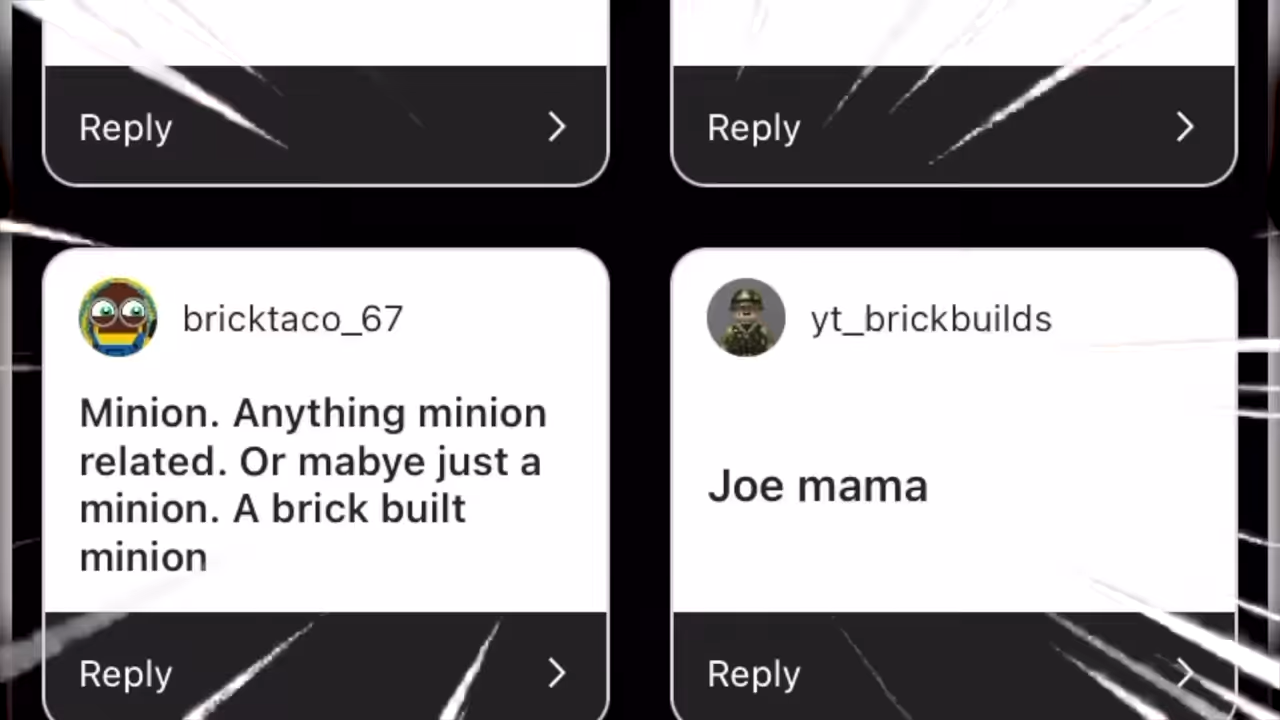 Reply
Reply
bricktaco_67
Minion. Anything minion
related. Or mabye just a
minion. A brick built
minion
Reply
yt_brickbuilds
Joe mama
Reply